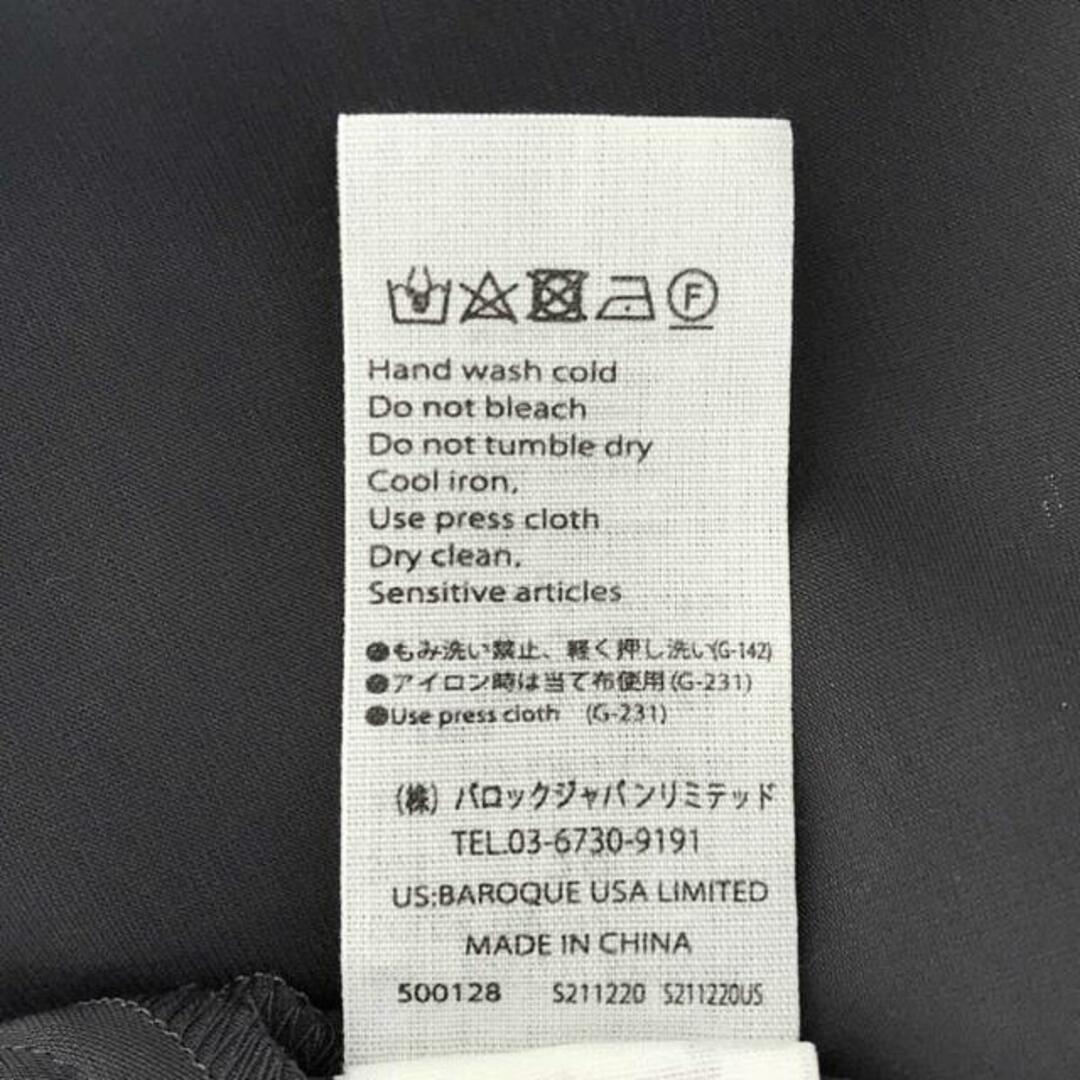 F
Hand wash cold
Do not bleach
Do not tumble dry
Cool iron,
Use press cloth
Dry clean,
Sensitive articles
●もみ洗い禁止、軽く押し洗い(G-142)
●アイロン時は当て布使用(G-231)
●Use press cloth (G-231)
(株) バロックジャパンリミテッド
TEL.03-6730-9191
US:BAROQUE USA LIMITED
MADE IN CHINA
500128 S211220 S211220US